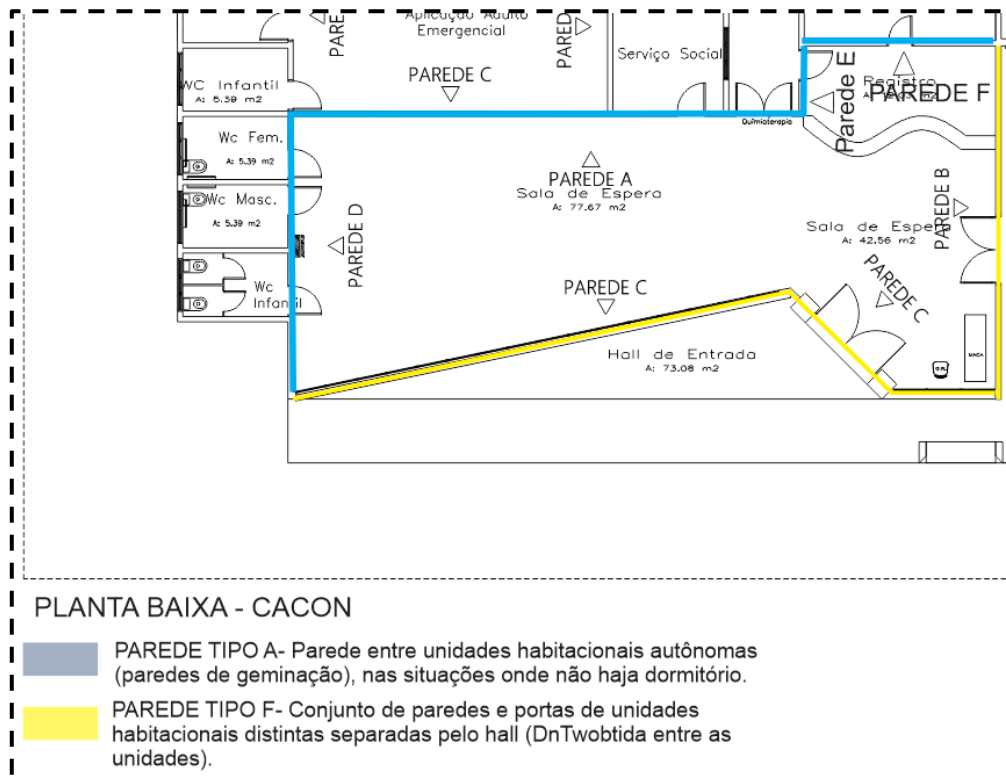 Aplicação Adulto
Emergencial
PARE
PARE
PAREDE C
Serviço Social
WC Infantil
A: 5.39 m2
Wc Fem.
A: 5.39 m2
Wc Masc.
A: 5.39 m2
Wc
Infantil
Quimioterapia
Parede E
Registro
PAREDE F
PAREDE A
Sala de Espera
A: 77.67 m2
PAREDE D
PAREDE B
Sala de Espera
A: 42.56 m2
PAREDE C
PAREDE C
Hall de Entrada
A: 73.08 m2
MACA
PLANTA BAIXA - CACON
PAREDE TIPO A- Parede entre unidades habitacionais autônomas
(paredes de geminação), nas situações onde não haja dormitório.
PAREDE TIPO F- Conjunto de paredes e portas de unidades
habitacionais distintas separadas pelo hall (DnTwobtida entre as
unidades).